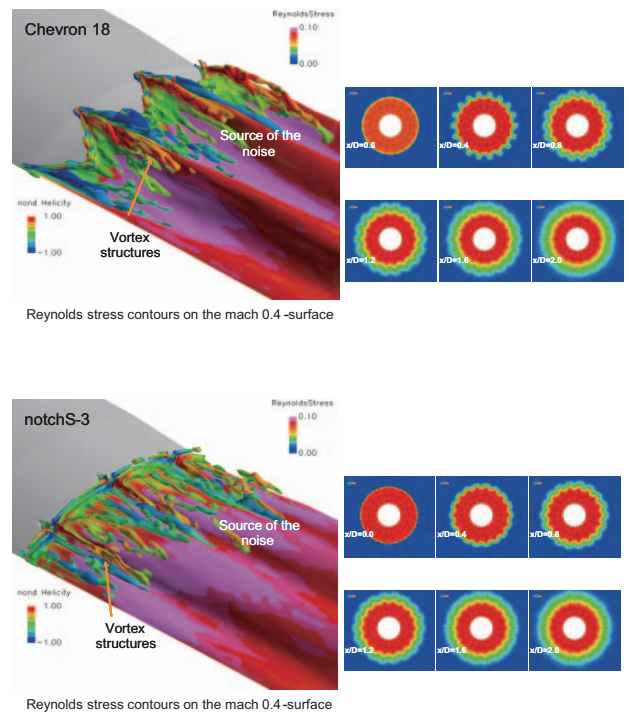 Chevron 18
ReynoldsStress
0.10
0.00
Source of the
noise
nond Helicity
1.00
-1.00
Vortex
structures
x/D=0.0
x/D=0.4
x/D=0.8
x/D=1.2
x/D=1.6
x/D=2.0
Reynolds stress contours on the mach 0.4 -surface
notchS-3
ReynoldsStress
0.10
0.00
Source of the
noise
nond Helicity
1.00
-1.00
Vortex
structures
x/D=0.0
x/D=0.4
x/D=0.8
x/D=1.2
x/D=1.6
x/D=2.0
Reynolds stress contours on the mach 0.4 -surface